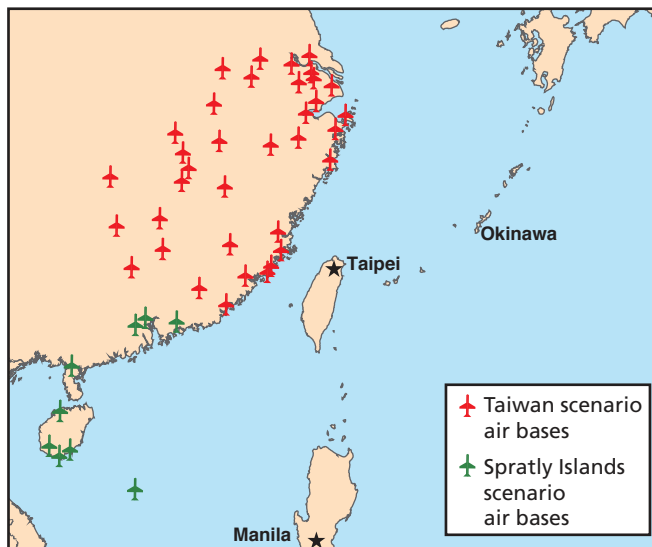 Okinawa
Taipei
Taiwan scenario
air bases
Spratly Islands
scenario
air bases
Manila